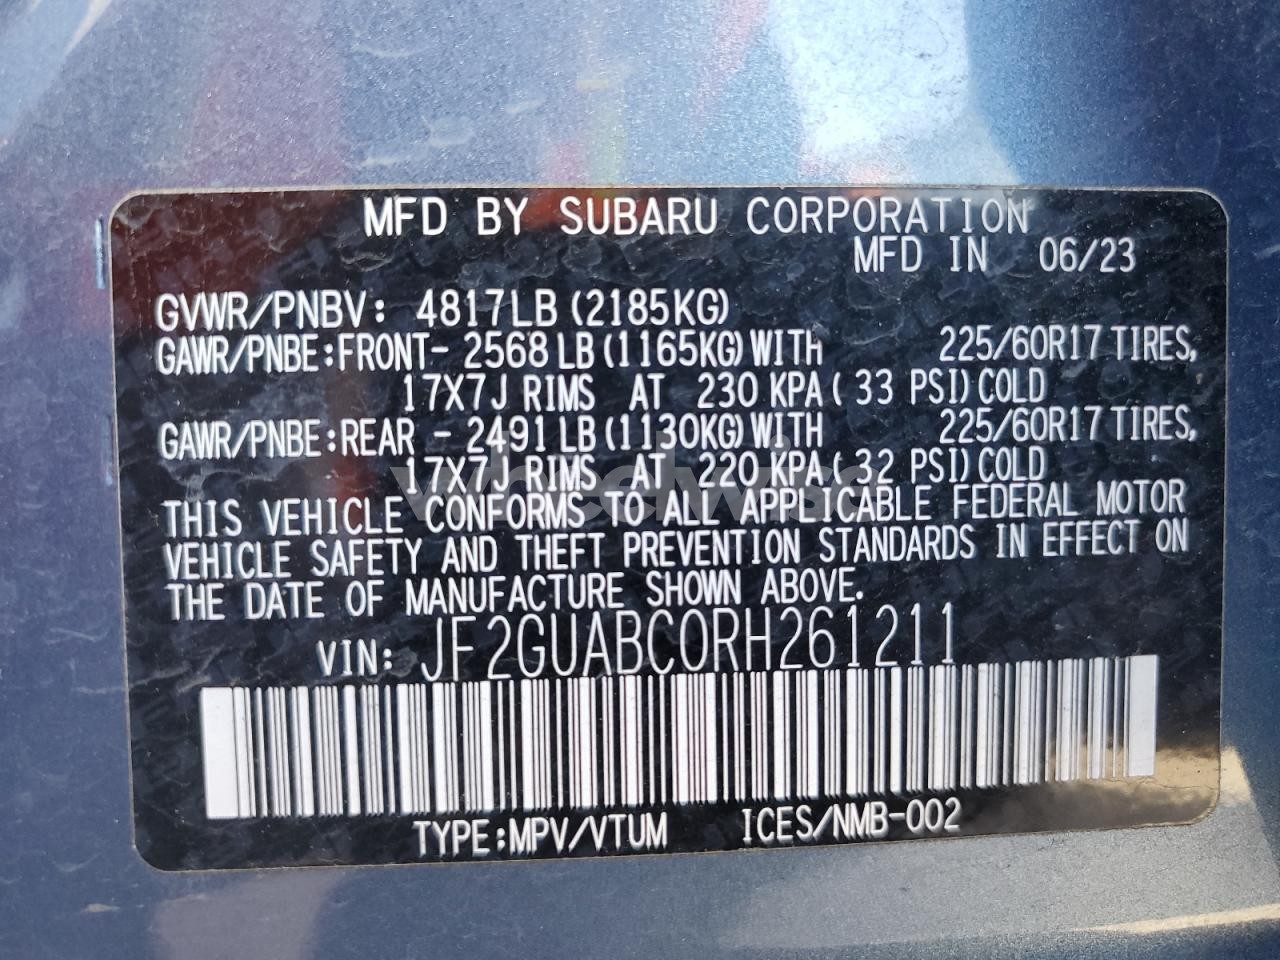 MFD BY SUBARU CORPORATION
MFD IN 06/23
GVWR/PNBV: 4817LB (2185KG)
GAWR/PNBE:FRONT- 2568 LB (1165KG) WITH 225/60R17 TIRES,
17X7J RIMS AT 230 KPA ( 33 PSI) COLD
GAWR/PNBE:REAR - 2491 LB (1130KG) WITH 225/60R17 TIRES,
17X7J RIMS AT 220 KPA ( 32 PSI) COLD
THIS VEHICLE CONFORMS TO ALL APPLICABLE FEDERAL MOTOR
VEHICLE SAFETY AND THEFT PREVENTION STANDARDS IN EFFECT ON
THE DATE OF MANUFACTURE SHOWN ABOVE.
VIN: JF2GUABC0RH261211
TYPE:MPV/VTUM ICES/NMB-002